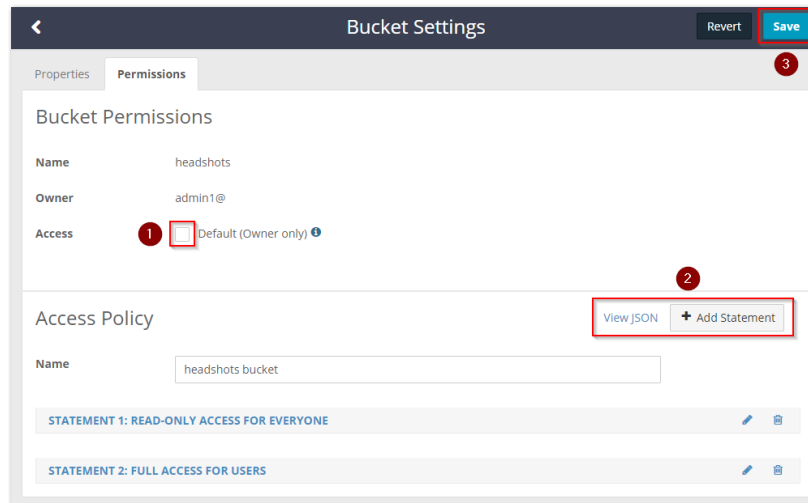 Bucket Settings
Revert
Save
3
Properties
Permissions
Bucket Permissions
Name headshots
Owner admin1@
Access 1 Default (Owner only)
2
Access Policy
View JSON
+ Add Statement
Name headshots bucket
STATEMENT 1: READ-ONLY ACCESS FOR EVERYONE
STATEMENT 2: FULL ACCESS FOR USERS